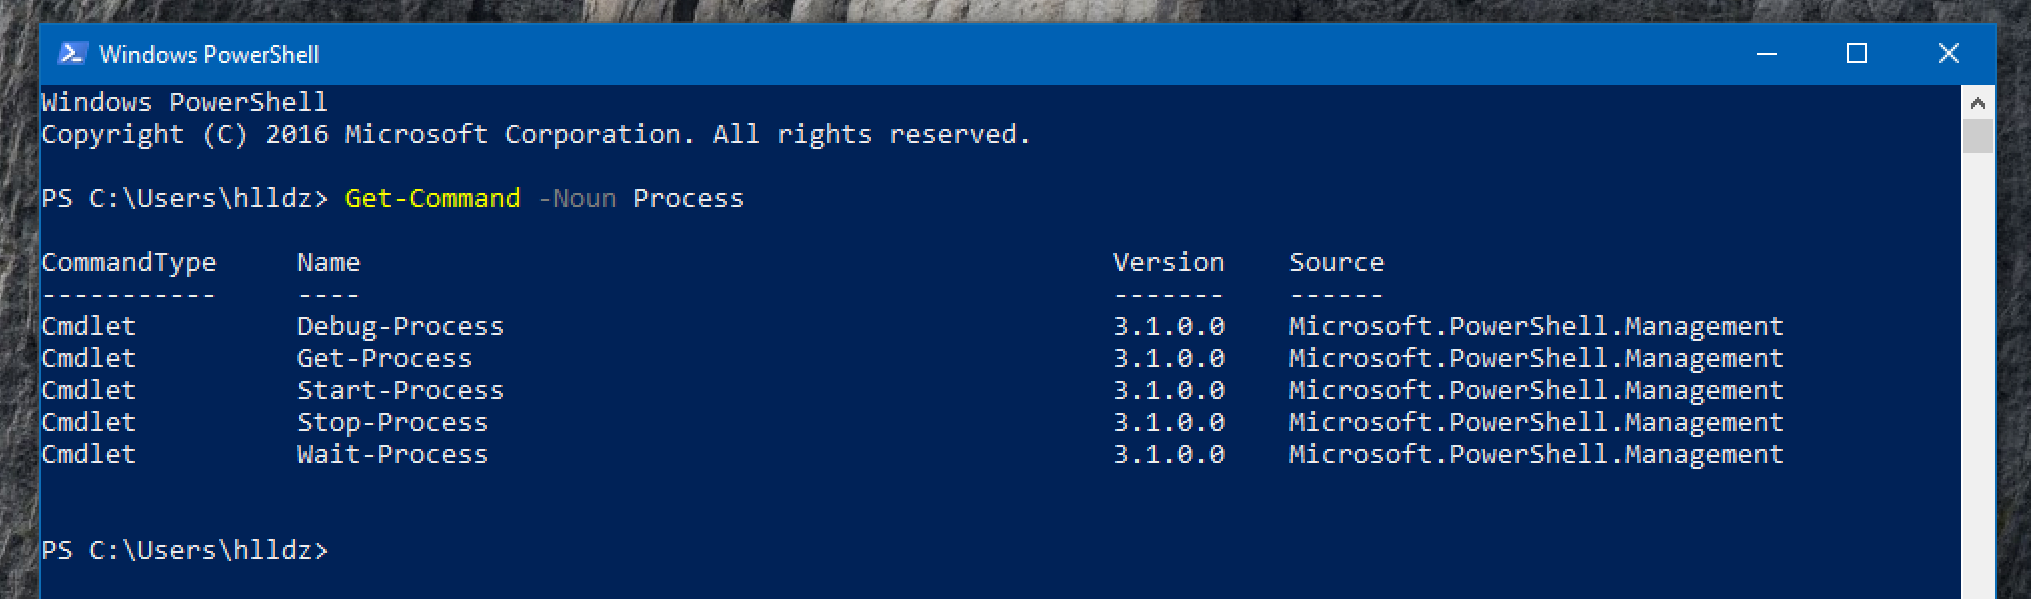 Windows PowerShell
Windows PowerShell
Copyright (C) 2016 Microsoft Corporation. All rights reserved.
PS C:\Users\hlldz> Get-Command -Noun Process
CommandType     Name                                               Version    Source
-----------     ----                                               -------    ------
Cmdlet          Debug-Process                                      3.1.0.0    Microsoft.PowerShell.Management
Cmdlet          Get-Process                                        3.1.0.0    Microsoft.PowerShell.Management
Cmdlet          Start-Process                                      3.1.0.0    Microsoft.PowerShell.Management
Cmdlet          Stop-Process                                       3.1.0.0    Microsoft.PowerShell.Management
Cmdlet          Wait-Process                                       3.1.0.0    Microsoft.PowerShell.Management
PS C:\Users\hlldz>